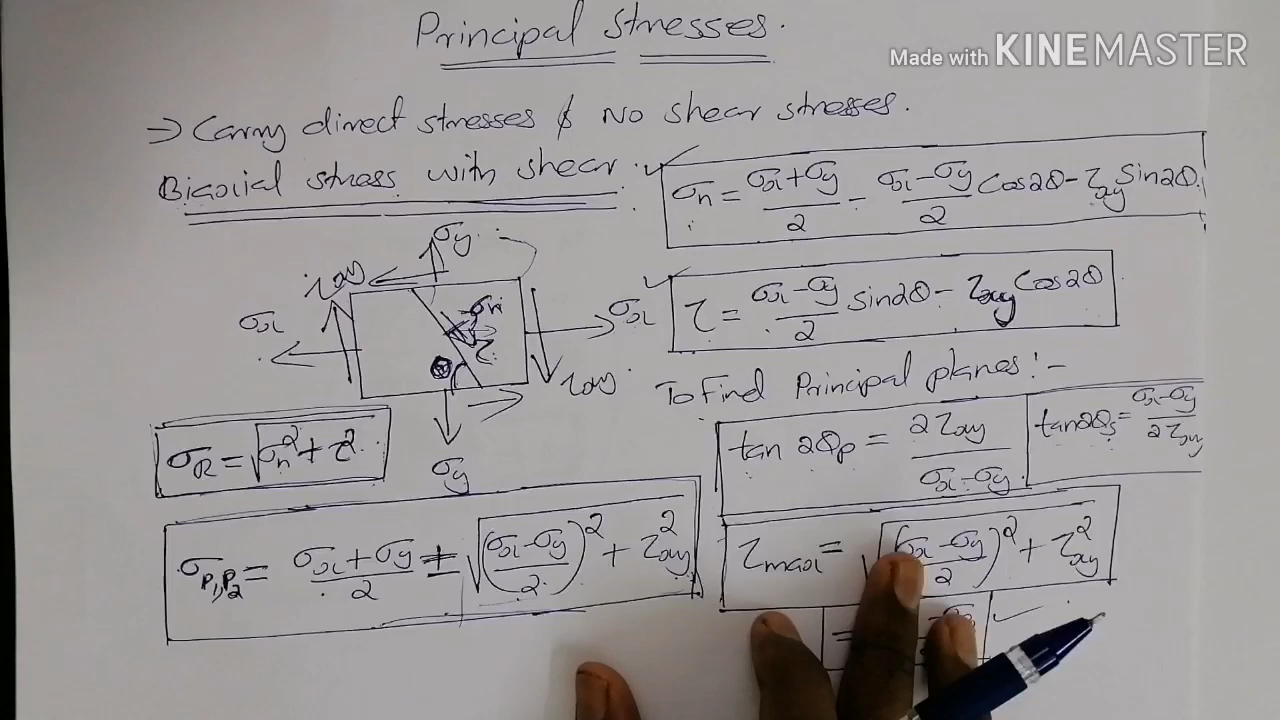 Principal Stresses.
Made with KINEMASTER
→ Carry direct stresses & No shear stresses.
Biaxial stress with shear.
σn = (σx + σy)/2 - (σx - σy)/2 Cos2θ - τxy Sin2θ.
σy
τxy
σx
σn
τ
θ
σx
τxy
σy
τ = (σx - σy)/2 sin2θ - τxy Cos2θ
To Find Principal planes :-
tan 2θp = 2τxy/(σx - σy)
tan2θs = (σx - σy)/2τxy
σR = √(σn² + τ²)
σP1,P2 = (σx + σy)/2 ± √(((σx - σy)/2)² + τxy²)
τmax = √(((σx - σy)/2)² + τxy²)
=